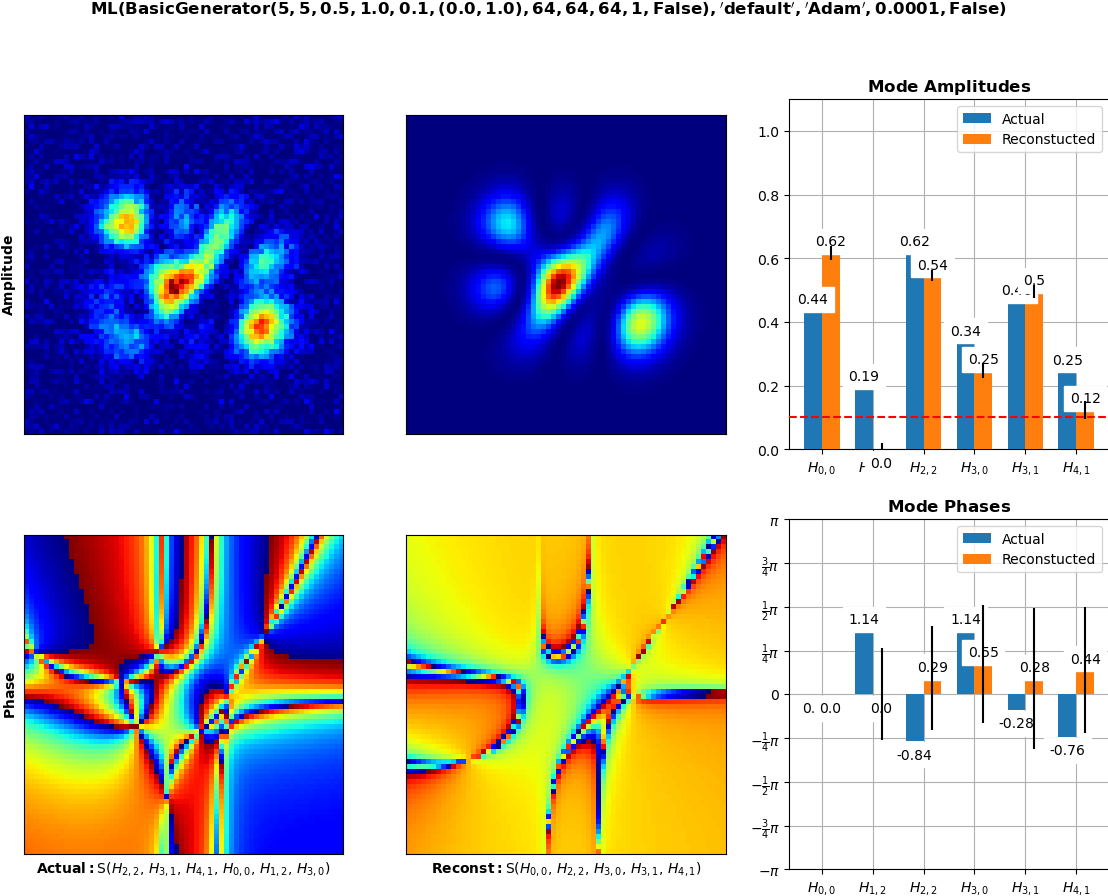 ML(BasicGenerator(5, 5, 0.5, 1.0, 0.1, (0.0, 1.0), 64, 64, 64, 1, False), ′default′, ′Adam′, 0.0001, False)
Amplitude
Mode Amplitudes
Actual
Reconstucted
1.0
0.8
0.6
0.4
0.2
0.0
0.44
0.62
0.19
0.0
0.62
0.54
0.34
0.25
0.5
0.25
0.12
H0,0
H2,2
H3,0
H3,1
H4,1
Phase
Actual: S(H2,2, H3,1, H4,1, H0,0, H1,2, H3,0)
Reconst: S(H0,0, H2,2, H3,0, H3,1, H4,1)
Mode Phases
Actual
Reconstucted
π
3/4π
1/2π
1/4π
0
−1/4π
−1/2π
−3/4π
−π
0.0
1.14
0.0
-0.84
0.29
1.14
0.55
-0.28
0.28
-0.76
0.44
H0,0
H1,2
H2,2
H3,0
H3,1
H4,1